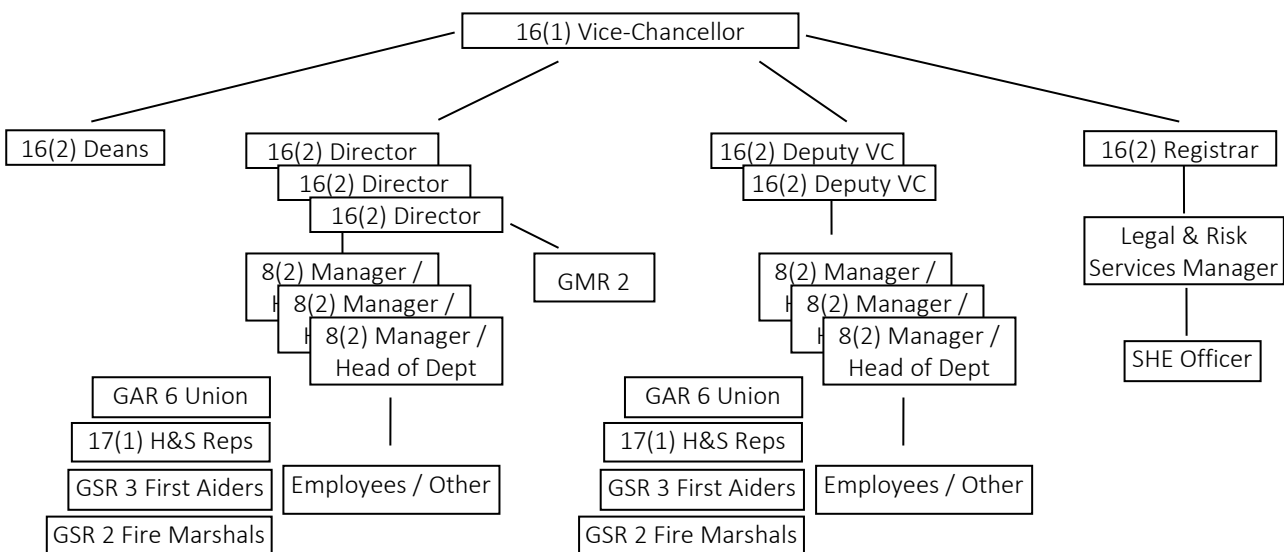 16(1) Vice-Chancellor
16(2) Deans
16(2) Director
16(2) Director
16(2) Director
16(2) Deputy VC
16(2) Deputy VC
16(2) Registrar
8(2) Manager /
H
8(2) Manager /
H
8(2) Manager /
Head of Dept
GMR 2
8(2) Manager /
H
8(2) Manager /
H
8(2) Manager /
Head of Dept
Legal & Risk
Services Manager
SHE Officer
GAR 6 Union
17(1) H&S Reps
GSR 3 First Aiders
GSR 2 Fire Marshals
Employees / Other
GAR 6 Union
17(1) H&S Reps
GSR 3 First Aiders
GSR 2 Fire Marshals
Employees / Other